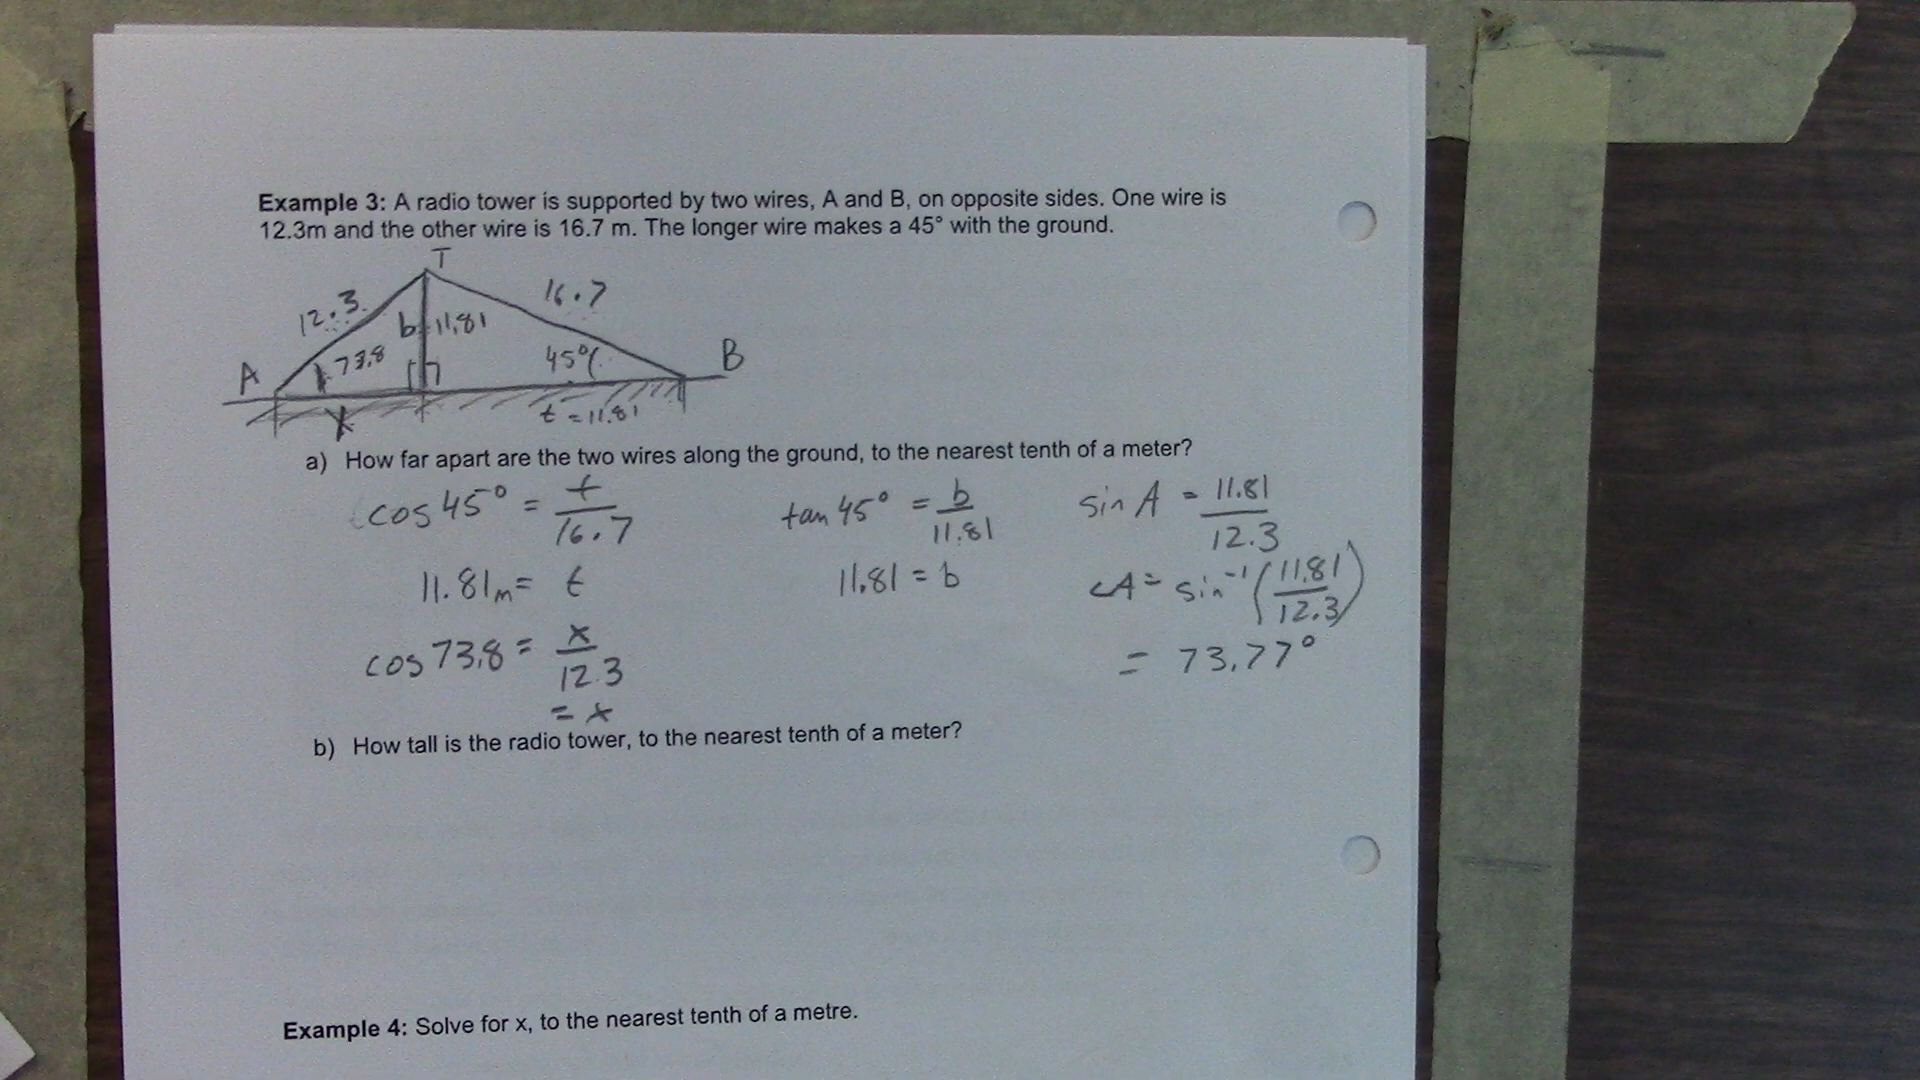 Example 3: A radio tower is supported by two wires, A and B, on opposite sides. One wire is
12.3m and the other wire is 16.7 m. The longer wire makes a 45° with the ground.
T
12.3
16.7
b
11.81
73.8
45°
A
B
x
t = 11.81
a) How far apart are the two wires along the ground, to the nearest tenth of a meter?
cos 45° = t/16.7
tan 45° = b/11.81
sin A = 11.81/12.3
11.81m = t
11.81 = b
∠A = sin⁻¹(11.81/12.3)
cos 73.8 = x/12.3
= 73.77°
= x
b) How tall is the radio tower, to the nearest tenth of a meter?
Example 4: Solve for x, to the nearest tenth of a metre.